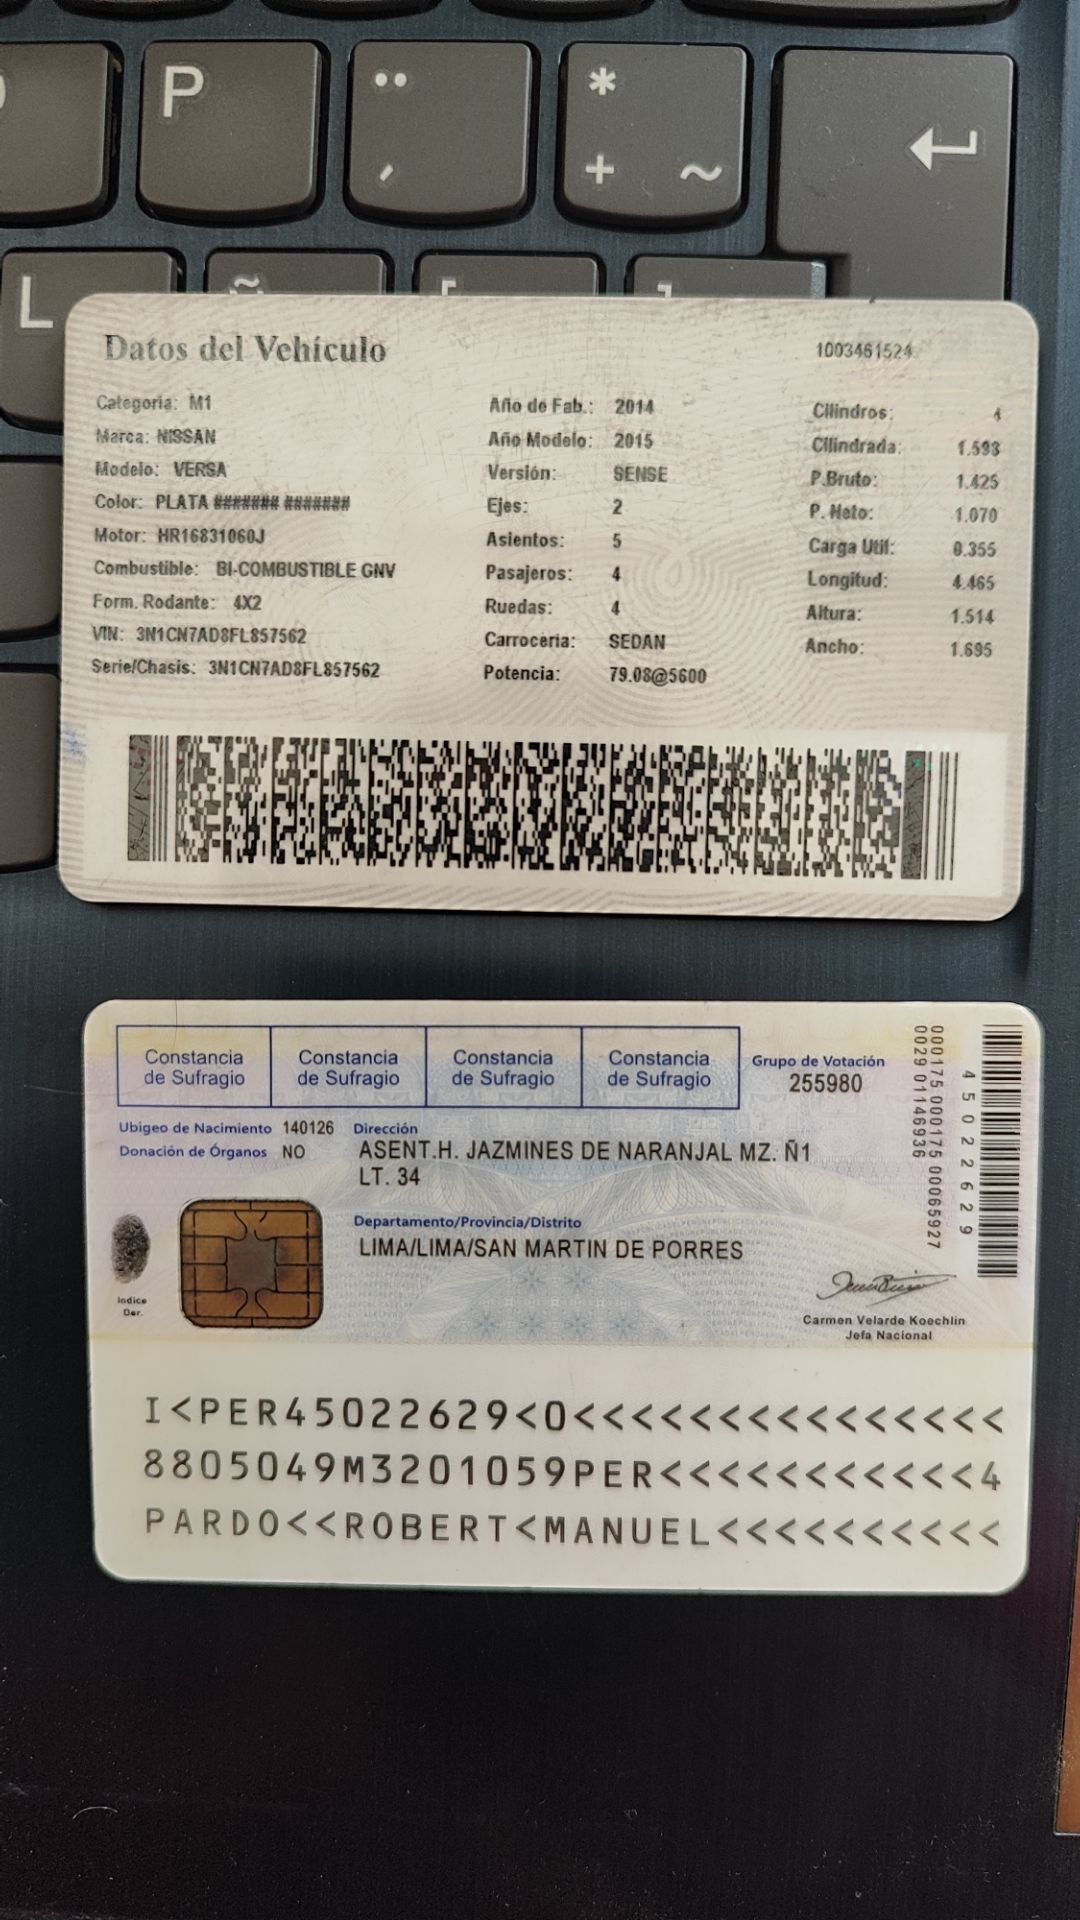 P
¨
*
´
+ ~
L
Ñ
[
]
Datos del Vehículo
1003461524
Categoria: M1
Año de Fab.: 2014
Cilindros: 4
Marca: NISSAN
Año Modelo: 2015
Cilindrada: 1.598
Modelo: VERSA
Versión: SENSE
P.Bruto: 1.425
Color: PLATA ####### #######
Ejes: 2
P. Neto: 1.070
Motor: HR16831060J
Asientos: 5
Carga Util: 0.355
Combustible: BI-COMBUSTIBLE GNV
Pasajeros: 4
Longitud: 4.465
Form. Rodante: 4X2
Ruedas: 4
Altura: 1.514
VIN: 3N1CN7AD8FL857562
Carroceria: SEDAN
Ancho: 1.695
Serie/Chasis: 3N1CN7AD8FL857562
Potencia: 79.08@5600
Constancia
de Sufragio
Constancia
de Sufragio
Constancia
de Sufragio
Constancia
de Sufragio
Grupo de Votación
255980
Ubigeo de Nacimiento 140126
Donación de Órganos NO
Dirección
ASENT.H. JAZMINES DE NARANJAL MZ. Ñ1
LT. 34
Departamento/Provincia/Distrito
LIMA/LIMA/SAN MARTIN DE PORRES
000175 000175 00065927
0029 01146936
45022629
Indice
Der.
Carmen Velarde Koechlin
Jefa Nacional
I<PER45022629<0<<<<<<<<<<<<<<<
8805049M3201059PER<<<<<<<<<<<4
PARDO<<ROBERT<MANUEL<<<<<<<<<<